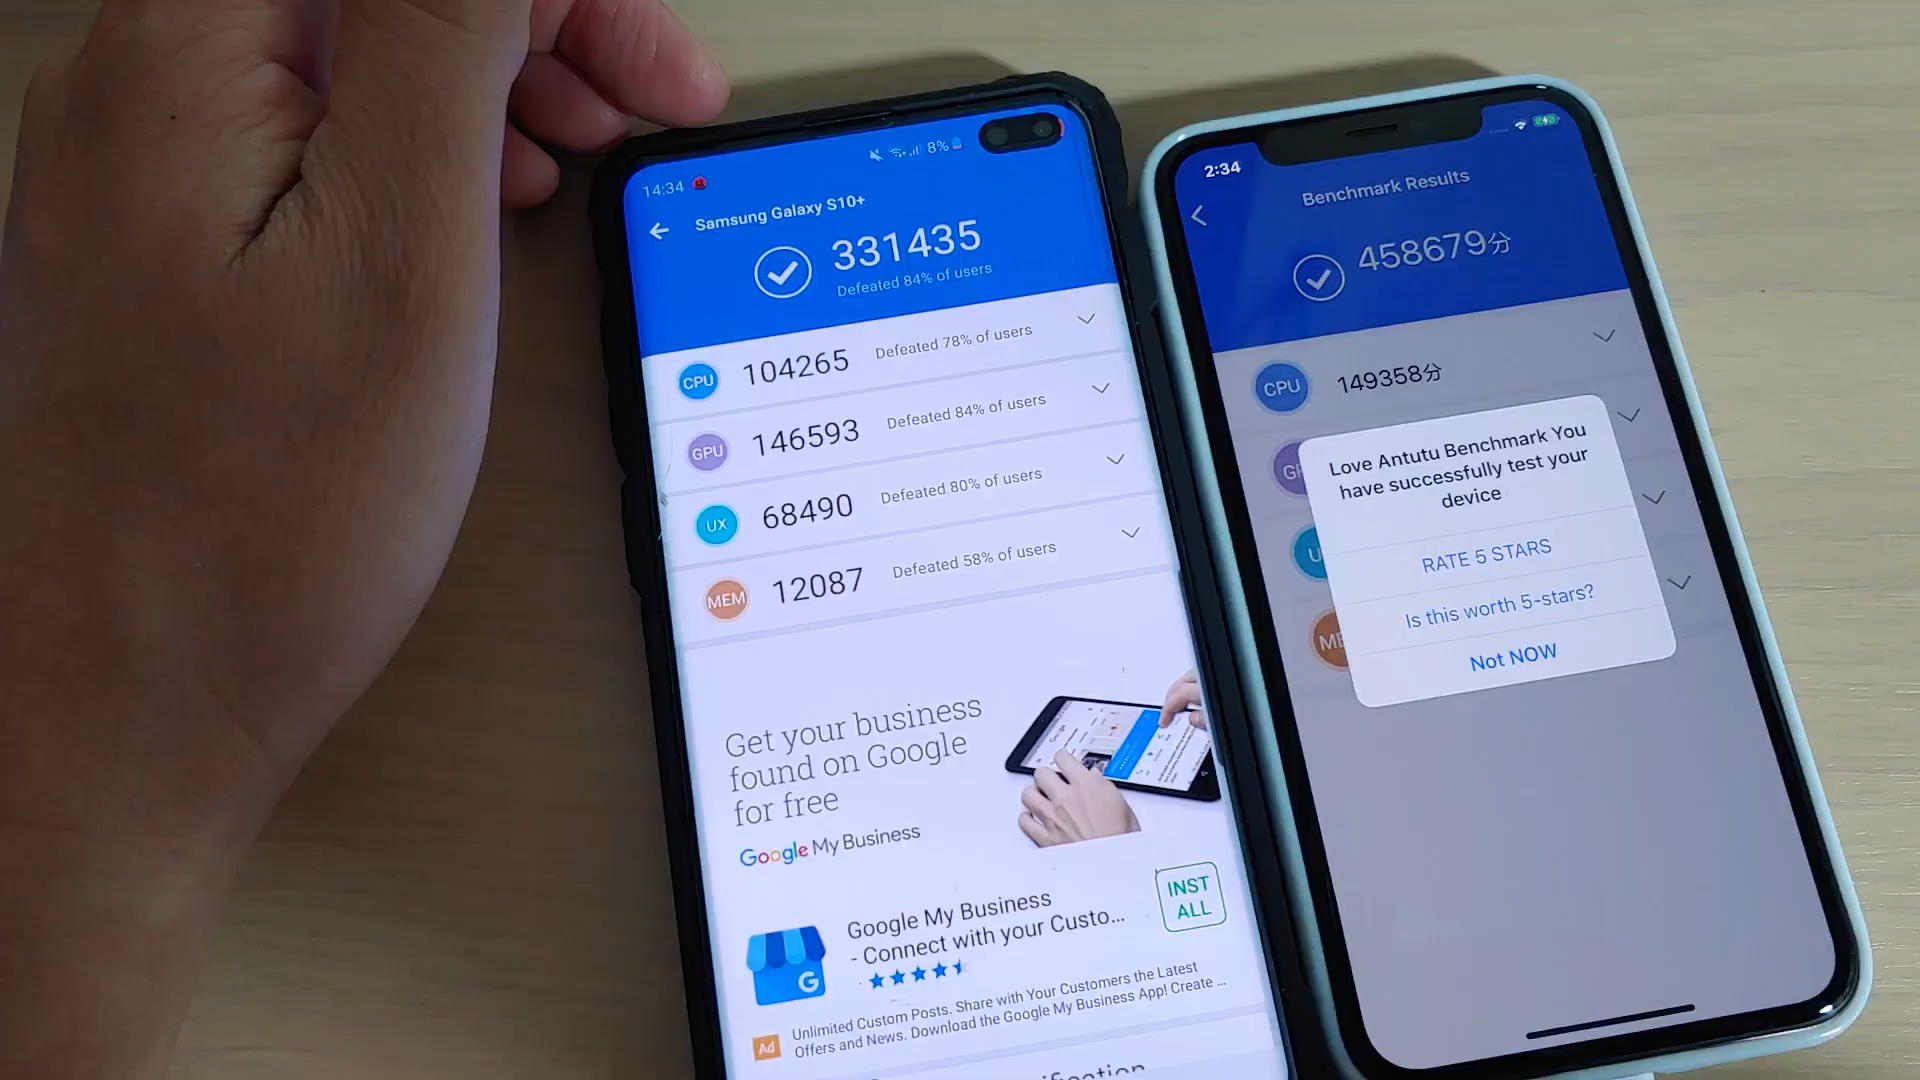 14:34
8%
Samsung Galaxy S10+
331435
Defeated 84% of users
CPU 104265 Defeated 78% of users
GPU 146593 Defeated 84% of users
UX 68490 Defeated 80% of users
MEM 12087 Defeated 58% of users
Get your business
found on Google
for free
Google My Business
Google My Business
- Connect with your Custo...
INST
ALL
G
Ad
Unlimited Custom Posts. Share with Your Customers the Latest
Offers and News. Download the Google My Business App! Create ...
2:34
Benchmark Results
458679分
CPU 149358分
Love Antutu Benchmark You
have successfully test your
device
RATE 5 STARS
Is this worth 5-stars?
Not NOW